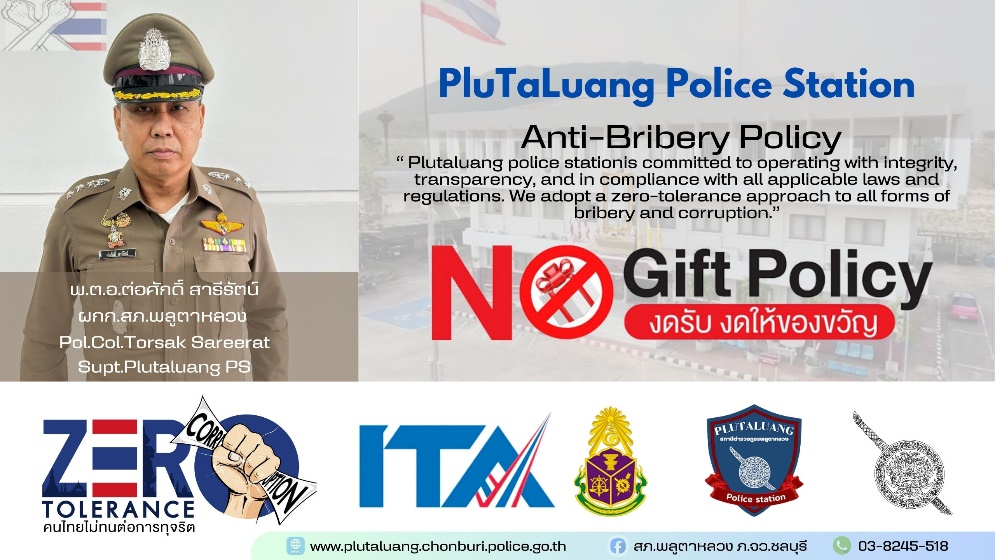 PluTaLuang Police Station
Anti-Bribery Policy
“ Plutaluang police stationis committed to operating with integrity,
transparency, and in compliance with all applicable laws and
regulations. We adopt a zero-tolerance approach to all forms of
bribery and corruption.”
NO Gift Policy
งดรับ งดให้ของขวัญ
พ.ต.อ.ต่อศักดิ์ สารีรัตน์
ผกก.สภ.พลูตาหลวง
Pol.Col.Torsak Sareerat
Supt.Plutaluang PS
ZERO
CORRUPTION
TOLERANCE
คนไทยไม่ทนต่อการทุจริต
ITA
PLUTALUANG
สถานีตำรวจภูธรพลูตาหลวง
Police station
www.plutaluang.chonburi.police.go.th
สภ.พลูตาหลวง ภ.จว.ชลบุรี
03-8245-518